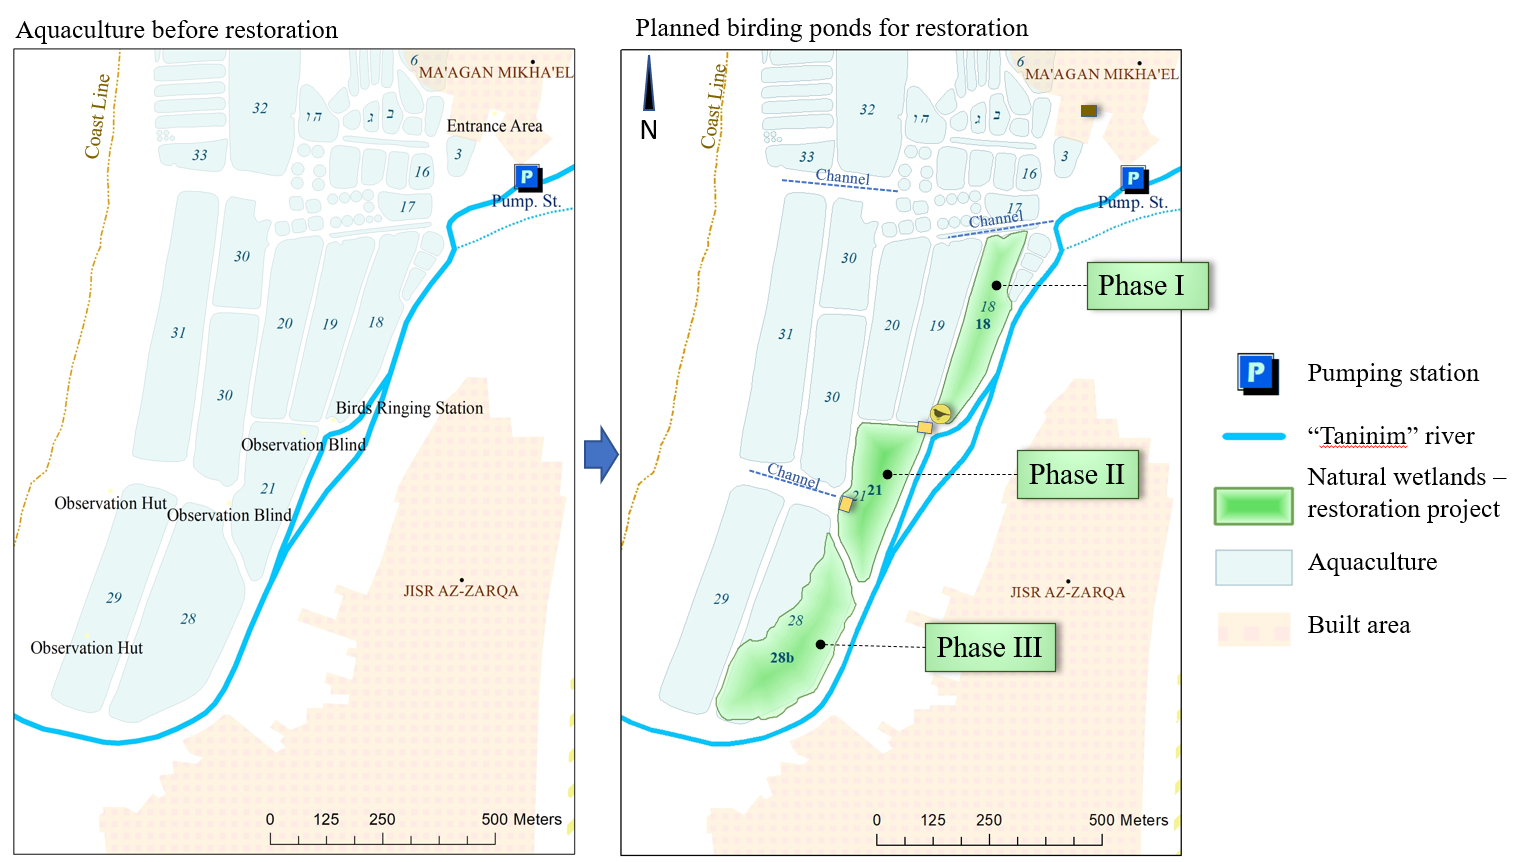 Aquaculture before restoration
Coast Line
6
MA'AGAN MIKHA'EL
32
הו
ג
ב
Entrance Area
33
3
16
P
Pump. St.
17
30
31
20
19
18
30
Birds Ringing Station
Observation Blind
21
Observation Hut
Observation Blind
29
28
JISR AZ-ZARQA
Observation Hut
0 125 250 500 Meters
Planned birding ponds for restoration
N
Coast Line
6
MA'AGAN MIKHA'EL
32
ה ו
ג
ב
33
3
16
Channel
P
Pump. St.
17
Channel
30
Phase I
31
20
19
18
18
30
Channel
21
21
Phase II
29
28
28b
Phase III
JISR AZ-ZARQA
0 125 250 500 Meters
P
Pumping station
“Taninim” river
Natural wetlands –
restoration project
Aquaculture
Built area